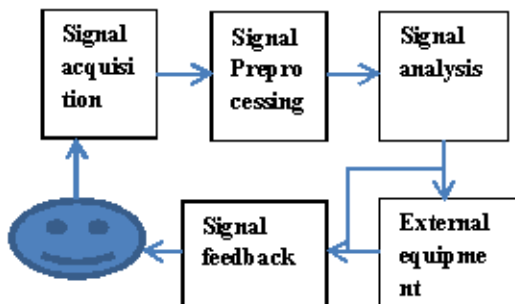 Signal
acquisi
tion
Signal
Prepro
cessing
Signal
analysis
Signal
feedback
External
equipme
nt